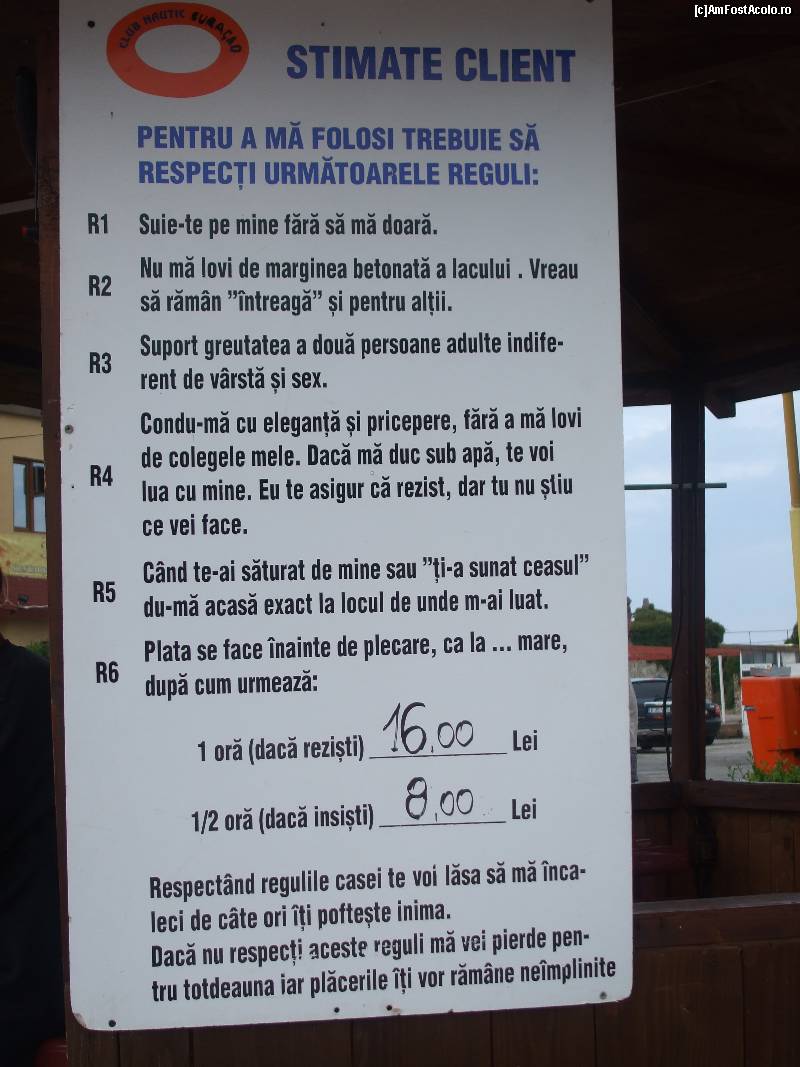 [c]AmFostAcolo.ro
CLUB NAUTIC CURAÇAO
STIMATE CLIENT
PENTRU A MĂ FOLOSI TREBUIE SĂ
RESPECȚI URMĂTOARELE REGULI:
R1 Suie-te pe mine fără să mă doară.
R2 Nu mă lovi de marginea betonată a lacului . Vreau
să rămân ”întreagă” și pentru alții.
R3 Suport greutatea a două persoane adulte indife-
rent de vârstă și sex.
R4 Condu-mă cu eleganță și pricepere, fără a mă lovi
de colegele mele. Dacă mă duc sub apă, te voi
lua cu mine. Eu te asigur că rezist, dar tu nu știu
ce vei face.
R5 Când te-ai săturat de mine sau ”ți-a sunat ceasul”
du-mă acasă exact la locul de unde m-ai luat.
R6 Plata se face înainte de plecare, ca la ... mare,
după cum urmează:
1 oră (dacă reziști) 16,00 Lei
1/2 oră (dacă insiști) 8,00 Lei
Respectând regulile casei te voi lăsa să mă înca-
leci de câte ori îți poftește inima.
Dacă nu respecți aceste reguli mă vei pierde pen-
tru totdeauna iar plăcerile îți vor rămâne neîmplinite